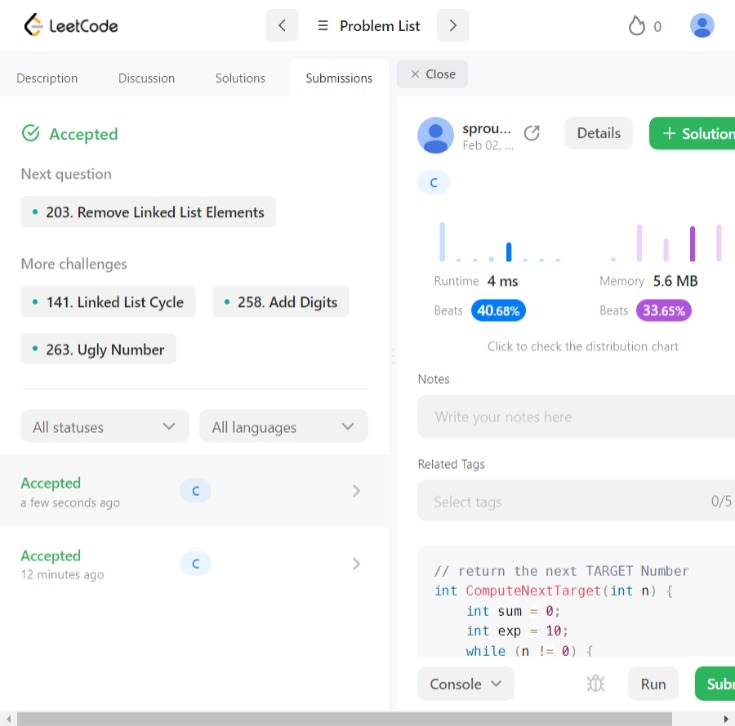 LeetCode
Problem List
0
Description
Discussion
Solutions
Submissions
Close
Accepted
Next question
203. Remove Linked List Elements
More challenges
141. Linked List Cycle
258. Add Digits
263. Ugly Number
All statuses
All languages
Accepted
C
a few seconds ago
Accepted
C
12 minutes ago
sprou...
Feb 02, ...
Details
+ Solution
C
Runtime 4 ms
Beats 40.68%
Memory 5.6 MB
Beats 33.65%
Click to check the distribution chart
Notes
Write your notes here
Related Tags
Select tags
0/5
// return the next TARGET Number
int ComputeNextTarget(int n) {
int sum = 0;
int exp = 10;
while (n != 0) {
Console
Run
Subr